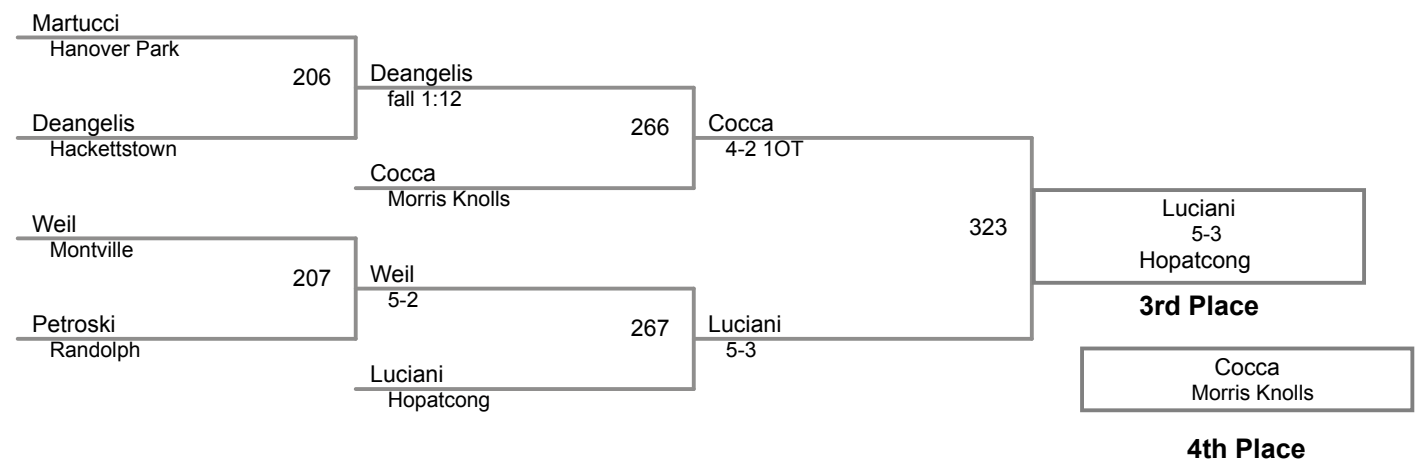 Martucci
Hanover Park
206
Deangelis
fall 1:12
Deangelis
Hackettstown
266
Cocca
4-2 1OT
Cocca
Morris Knolls
Weil
Montville
323
Luciani
5-3
Hopatcong
207
Weil
5-2
3rd Place
Petroski
Randolph
267
Luciani
5-3
Luciani
Hopatcong
Cocca
Morris Knolls
4th Place